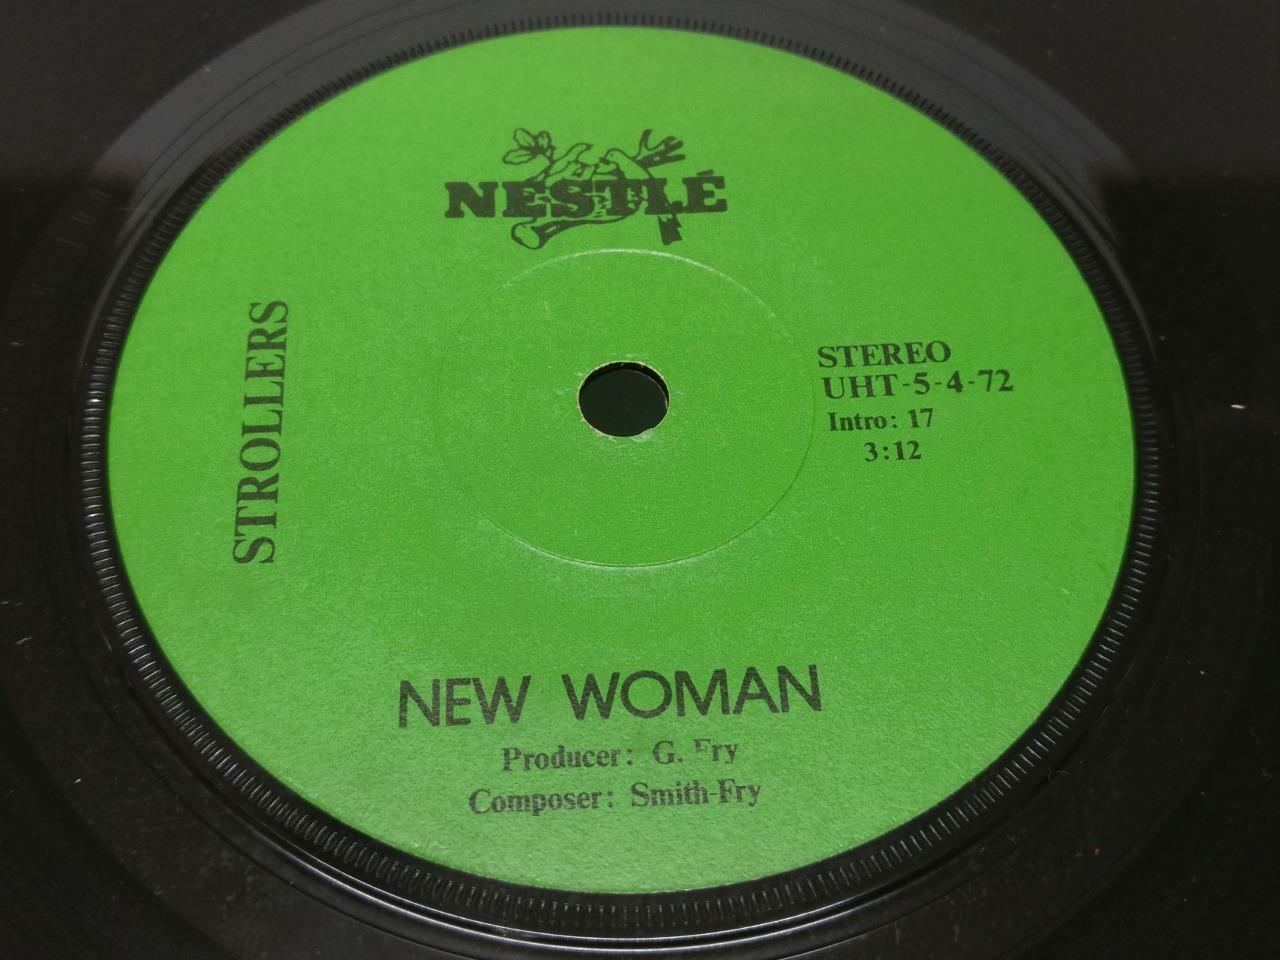 NESTLÉ
STROLLERS
STEREO
UHT-5-4-72
Intro: 17
3:12
NEW WOMAN
Producer: G. Fry
Composer: Smith-Fry